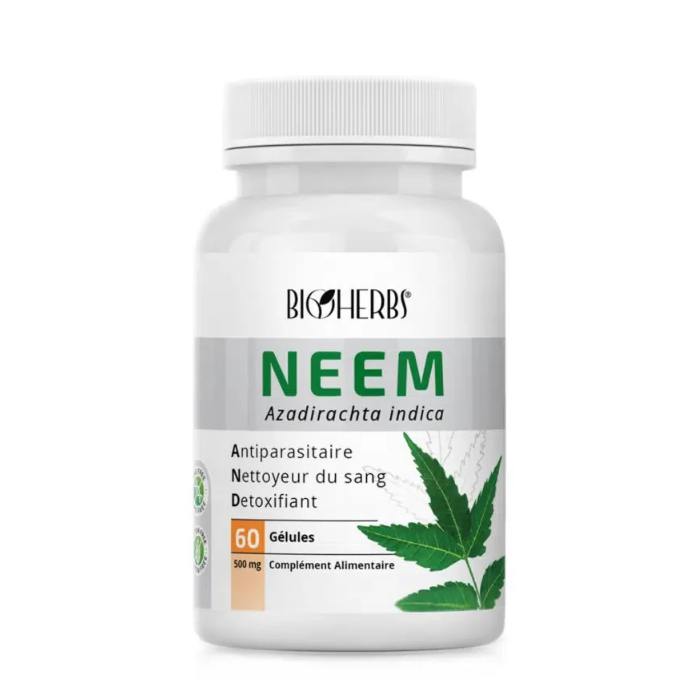 BIOHERBS®
NEEM
Azadirachta indica
Antiparasitaire
Nettoyeur du sang
Detoxifiant
60 Gélules
500 mg Complément Alimentaire